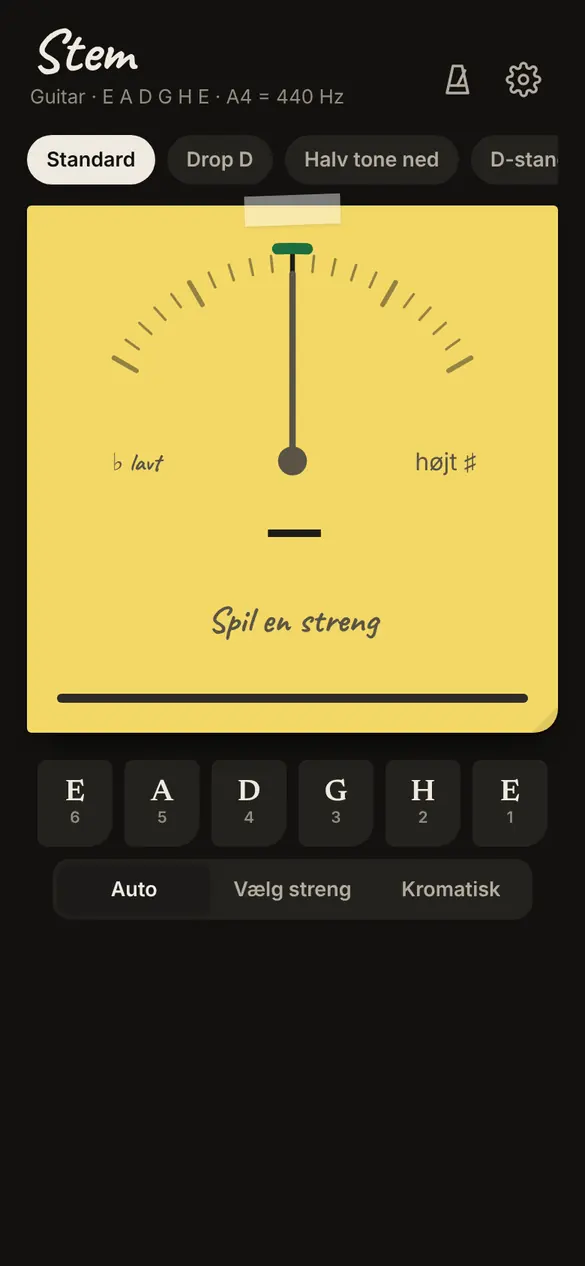 Stem
Guitar · E A D G H E · A4 = 440 Hz
Standard Drop D Halv tone ned D-stan
♭ lavt højt ♯
Spil en streng
E A D G H E
6 5 4 3 2 1
Auto Vælg streng Kromatisk